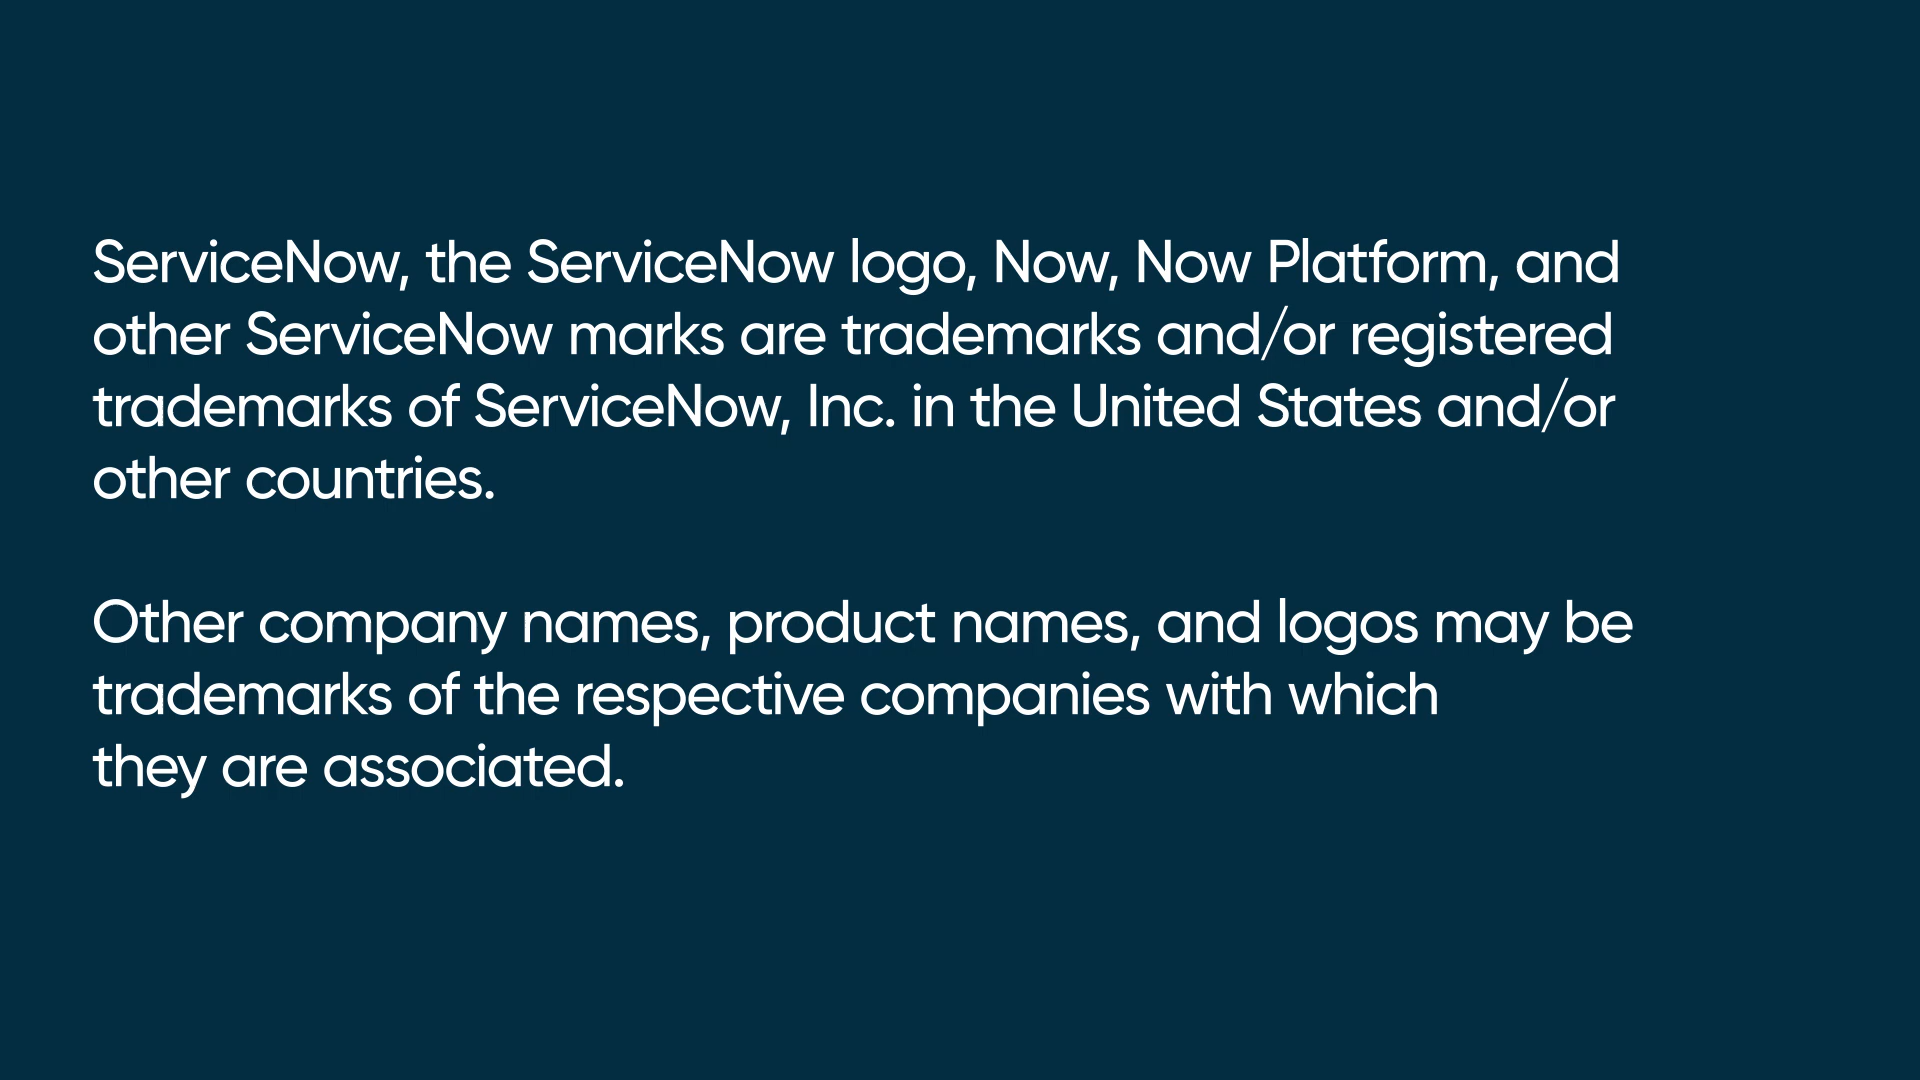 ServiceNow, the ServiceNow logo, Now, Now Platform, and
other ServiceNow marks are trademarks and/or registered
trademarks of ServiceNow, Inc. in the United States and/or
other countries.
Other company names, product names, and logos may be
trademarks of the respective companies with which
they are associated.